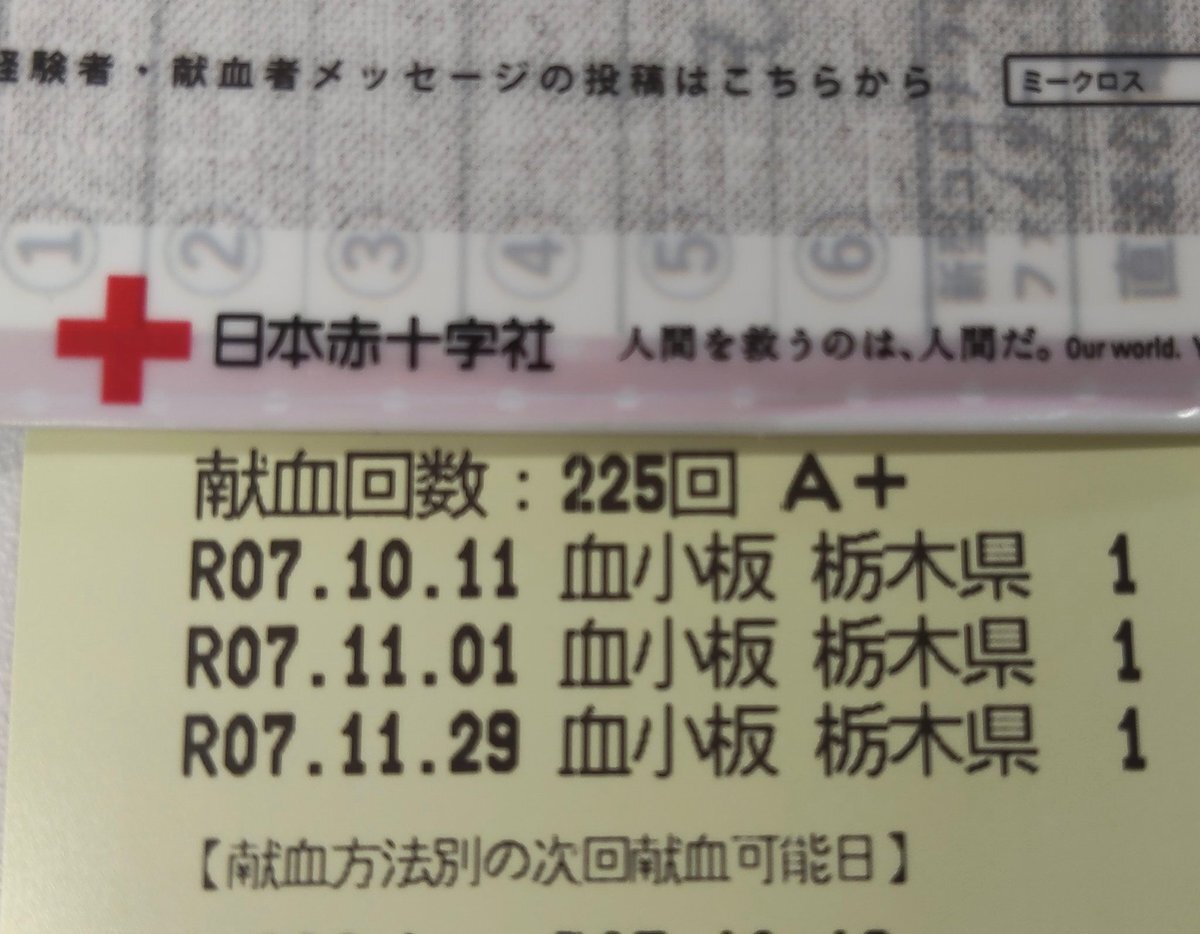 験者・献血者メッセージの投稿はこちらから ミークロス
① ② ③ ④ ⑤ ⑥
日本赤十字社 人間を救うのは、人間だ。 Our world.
献血回数:225回 A+
R07.10.11 血小板 栃木県 1
R07.11.01 血小板 栃木県 1
R07.11.29 血小板 栃木県 1
【献血方法別の次回献血可能日】